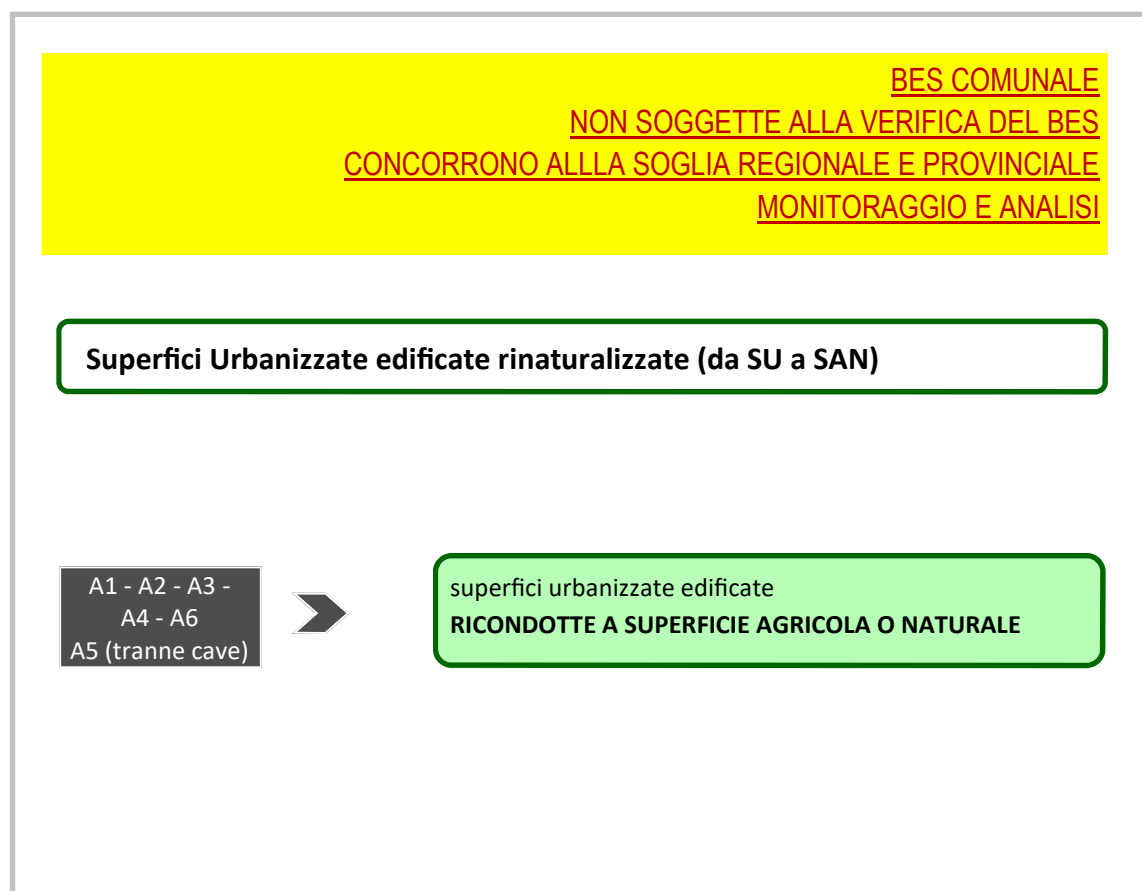 BES COMUNALE
NON SOGGETTE ALLA VERIFICA DEL BES
CONCORRONO ALLLA SOGLIA REGIONALE E PROVINCIALE
MONITORAGGIO E ANALISI
Superfici Urbanizzate edificate rinaturalizzate (da SU a SAN)
A1 - A2 - A3 -
A4 - A6
A5 (tranne cave)
superfici urbanizzate edificate
RICONDOTTE A SUPERFICIE AGRICOLA O NATURALE